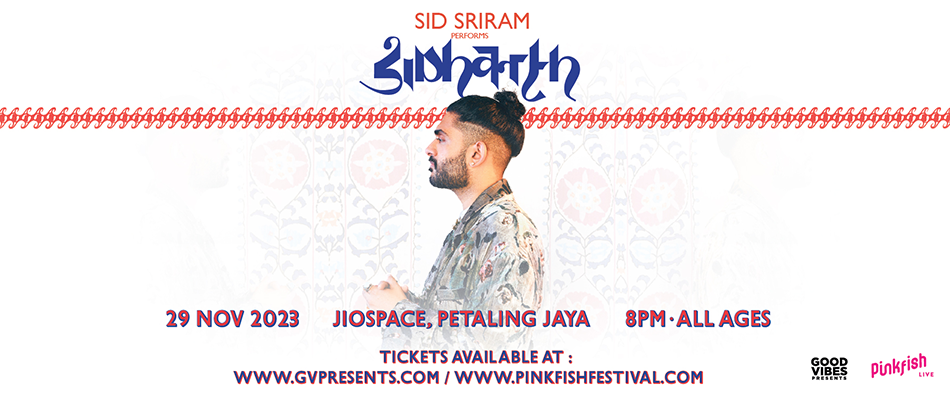 SID SRIRAM
PERFORMS
Sidharth
29 NOV 2023 JIOSPACE, PETALING JAYA 8PM · ALL AGES
TICKETS AVAILABLE AT :
WWW.GVPRESENTS.COM / WWW.PINKFISHFESTIVAL.COM
GOOD
VIBES
PRESENTS
pinkfish
LIVE